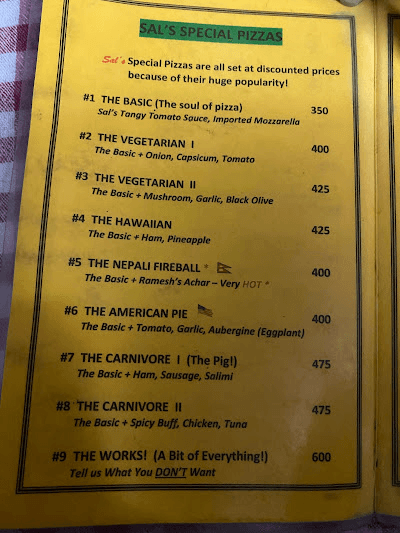 SAL'S SPECIAL PIZZAS
Sal's Special Pizzas are all set at discounted prices
because of their huge popularity!
#1 THE BASIC (The soul of pizza) 350
Sal's Tangy Tomato Sauce, Imported Mozzarella
#2 THE VEGETARIAN I 400
The Basic + Onion, Capsicum, Tomato
#3 THE VEGETARIAN II 425
The Basic + Mushroom, Garlic, Black Olive
#4 THE HAWAIIAN 425
The Basic + Ham, Pineapple
#5 THE NEPALI FIREBALL * 400
The Basic + Ramesh's Achar – Very HOT *
#6 THE AMERICAN PIE 400
The Basic + Tomato, Garlic, Aubergine (Eggplant)
#7 THE CARNIVORE I (The Pig!) 475
The Basic + Ham, Sausage, Salimi
#8 THE CARNIVORE II 475
The Basic + Spicy Buff, Chicken, Tuna
#9 THE WORKS! (A Bit of Everything!) 600
Tell us What You DON'T Want